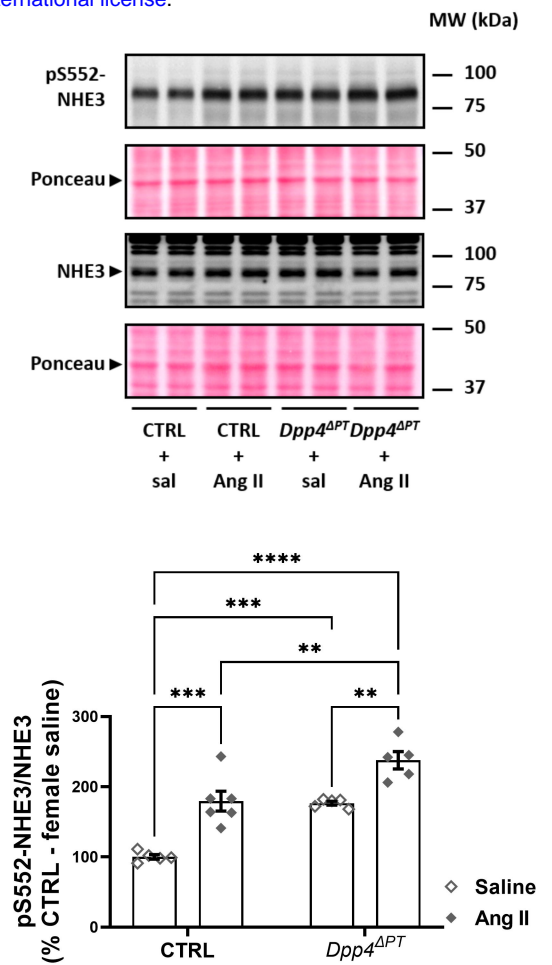 ternational license.
MW (kDa)
pS552-
NHE3
100
75
Ponceau
50
37
NHE3
100
75
Ponceau
50
37
CTRL CTRL Dpp4ΔPT Dpp4ΔPT
+ + + +
sal Ang II sal Ang II
****
***
**
*** **
pS552-NHE3/NHE3
(% CTRL - female saline)
300
200
100
0
CTRL Dpp4ΔPT
Saline
Ang II